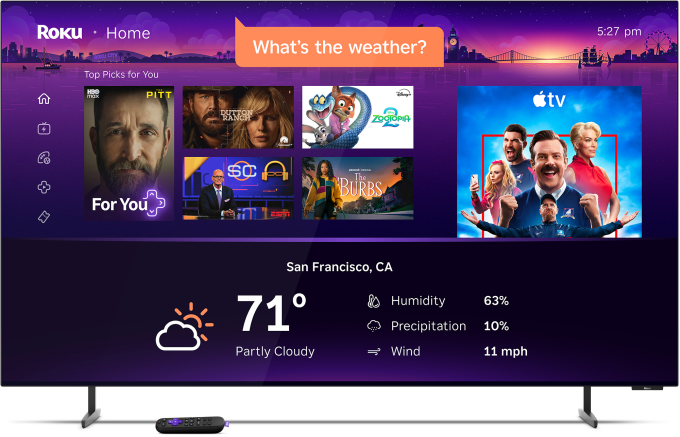 Roku • Home
What's the weather?
5:27 pm
Top Picks for You
HBO max
THE PITT
For You
DUTTON RANCH
Disney+
ZOOTOPIA 2
SC
ESPN
THE 'BURBS
tv
San Francisco, CA
71°
Partly Cloudy
Humidity 63%
Precipitation 10%
Wind 11 mph